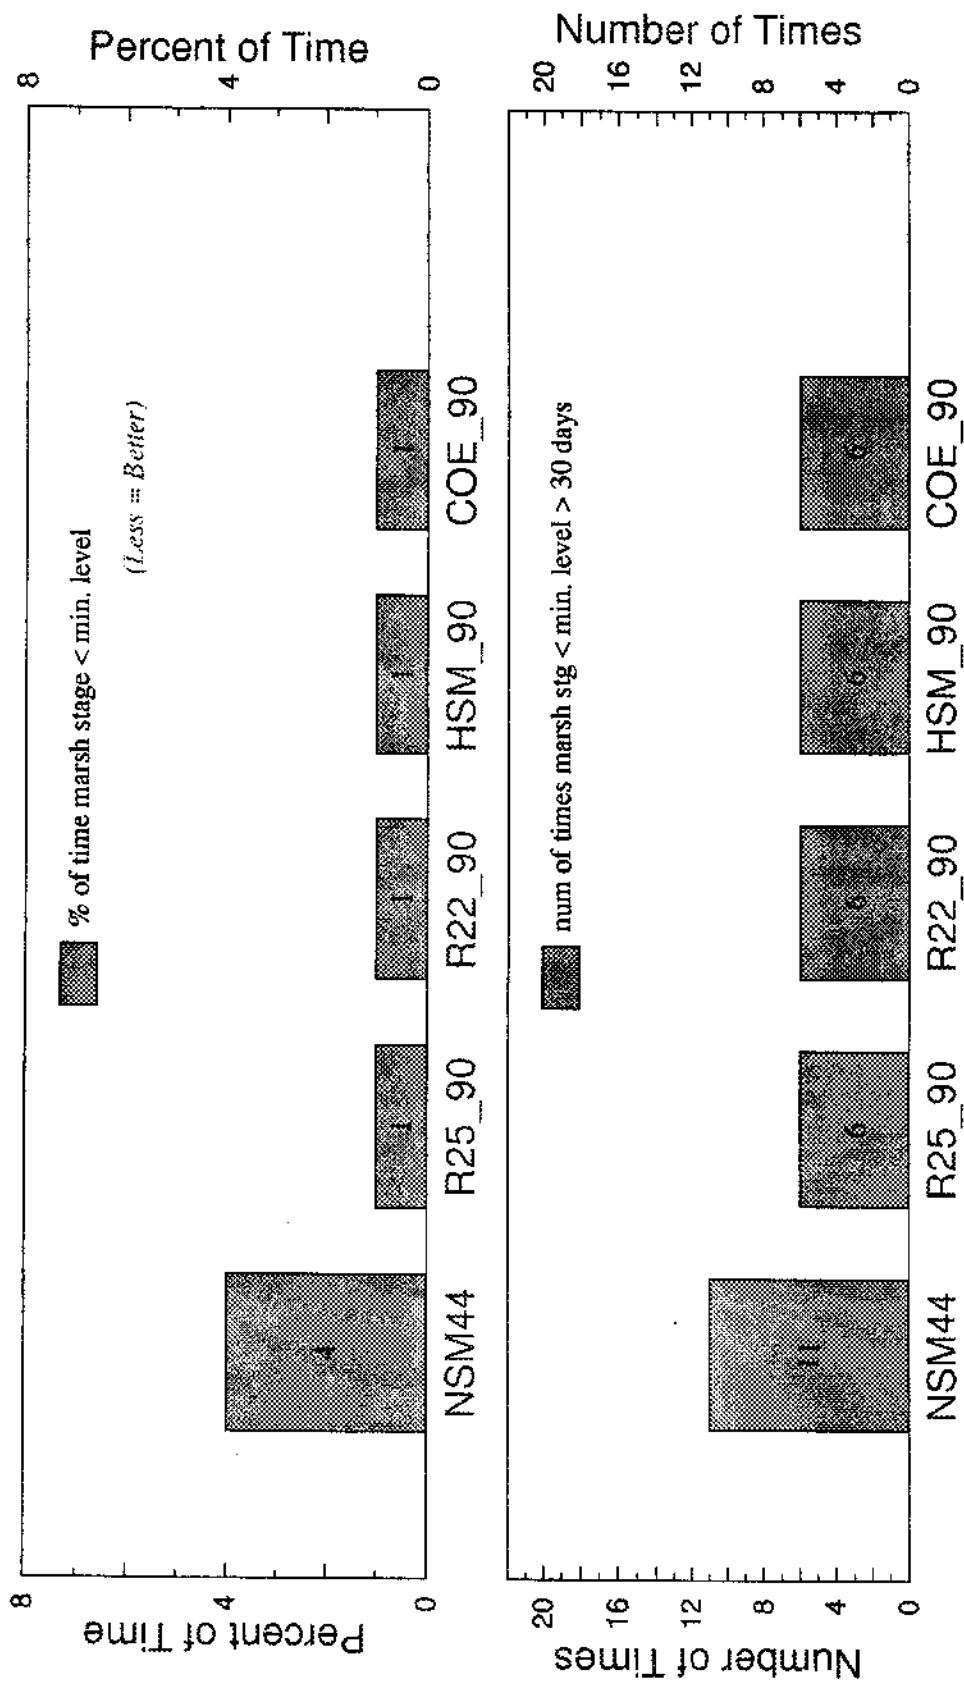 Percent of Time
Percent of Time
8
4
0
8
4
0
% of time marsh stage < min. level
(Less = Better)
4
1
1
1
1
NSM44
R25_90
R22_90
HSM_90
COE_90
Number of Times
Number of Times
20
16
12
8
4
0
20
16
12
8
4
0
num of times marsh stg < min. level > 30 days
11
6
6
6
6
NSM44
R25_90
R22_90
HSM_90
COE_90